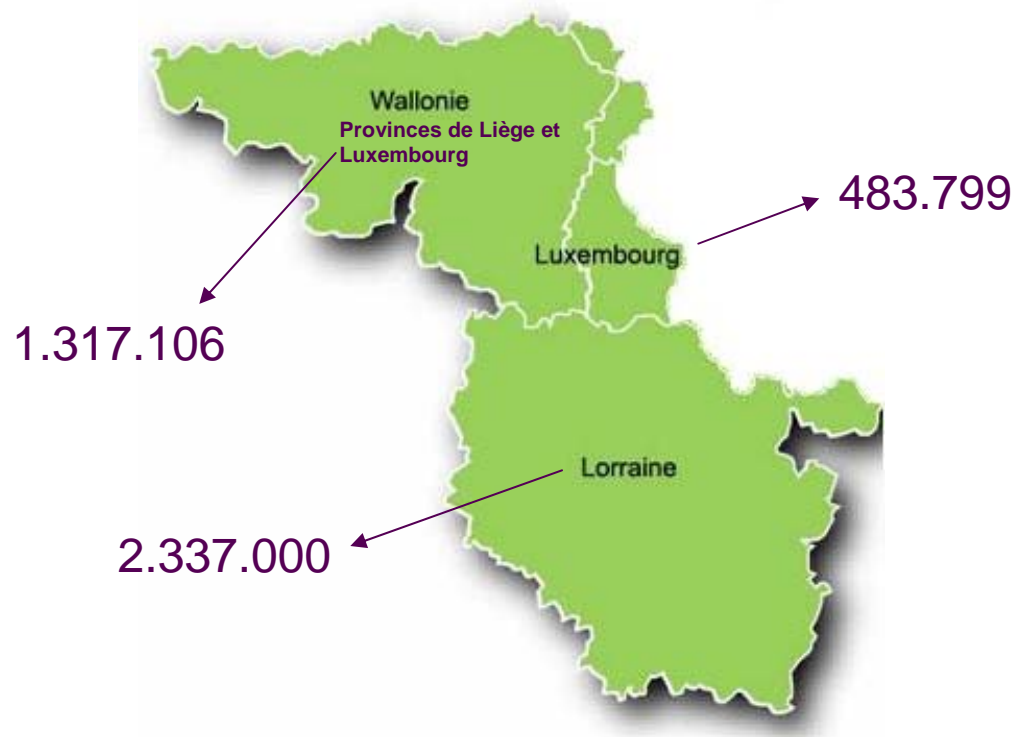 Wallonie
Provinces de Liège et
Luxembourg
483.799
Luxembourg
1.317.106
Lorraine
2.337.000